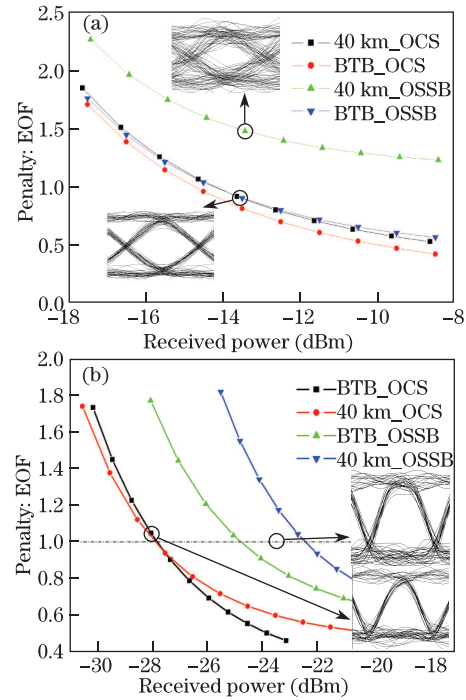 (a)
40 km_OCS
BTB_OCS
40 km_OSSB
BTB_OSSB
Penalty: EOF
2.5
2.0
1.5
1.0
0.5
0.0
−18 −16 −14 −12 −10 −8
Received power (dBm)
(b)
BTB_OCS
40 km_OCS
BTB_OSSB
40 km_OSSB
Penalty: EOF
2.0
1.8
1.6
1.4
1.2
1.0
0.8
0.6
0.4
−30 −28 −26 −24 −22 −20 −18
Received power (dBm)